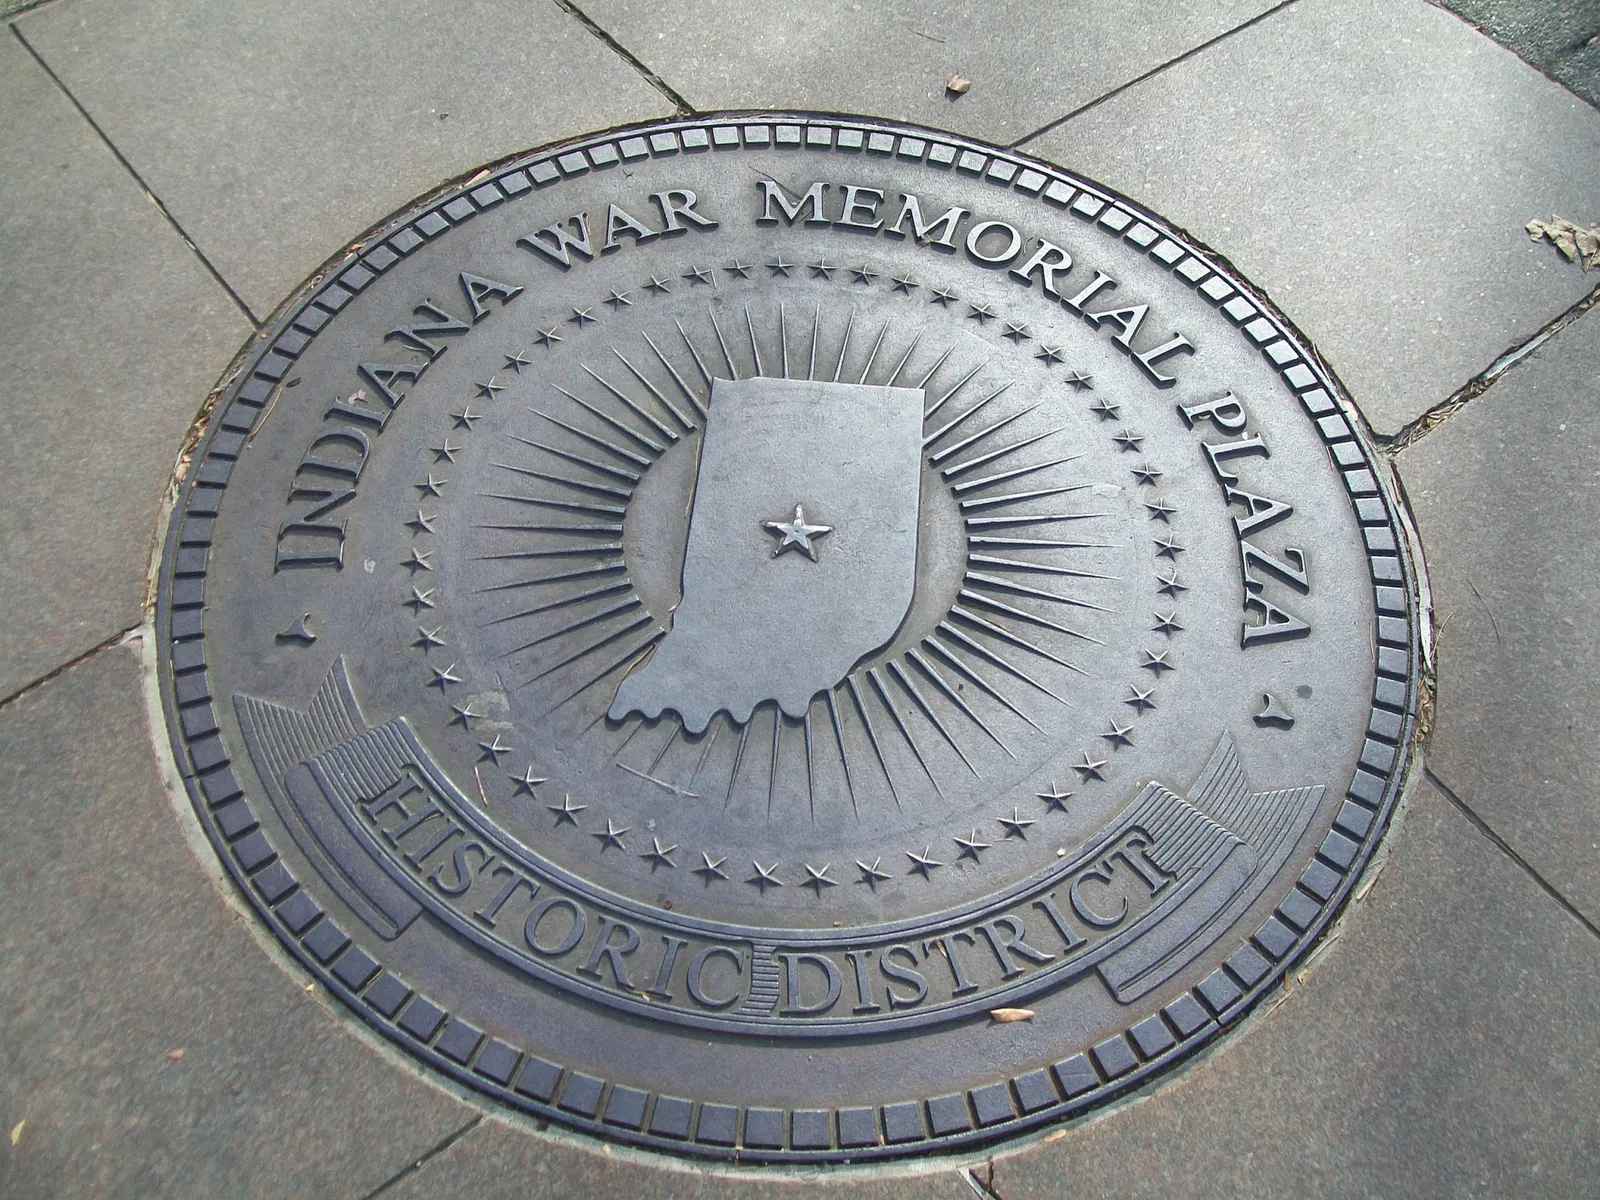 INDIANA WAR MEMORIAL PLAZA
HISTORIC DISTRICT